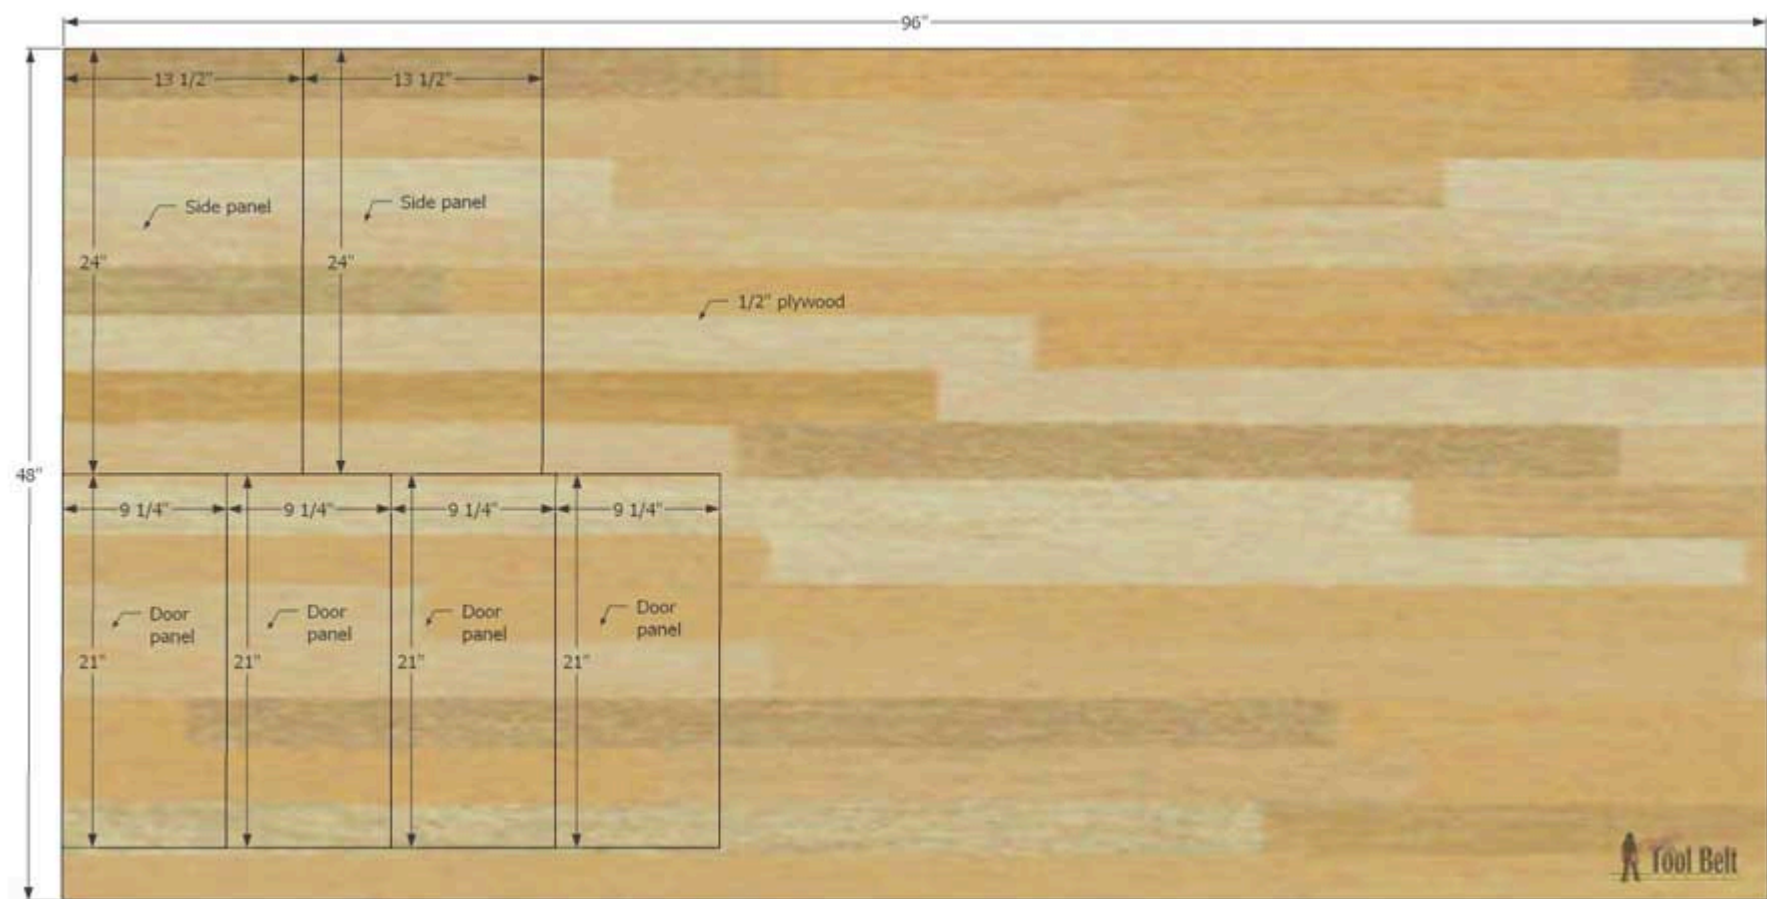 96"
13 1/2" 13 1/2"
Side panel Side panel
24" 24"
1/2" plywood
48"
9 1/4" 9 1/4" 9 1/4" 9 1/4"
Door panel
Door panel
Door panel
Door panel
21" 21" 21" 21"
Tool Belt